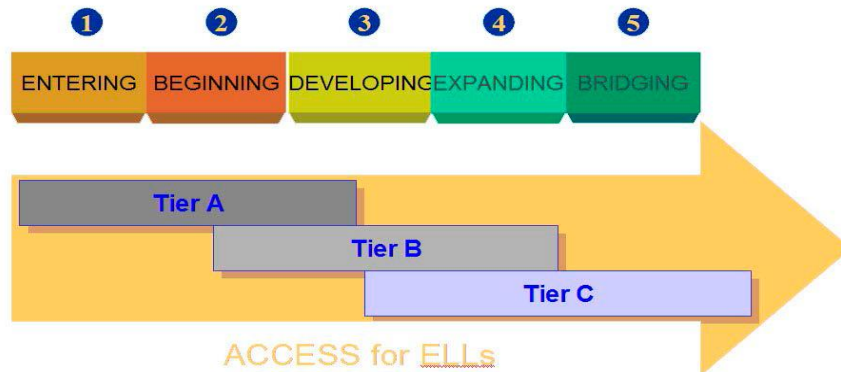 1 2 3 4 5
ENTERING BEGINNING DEVELOPING EXPANDING BRIDGING
Tier A
Tier B
Tier C
ACCESS for ELLs